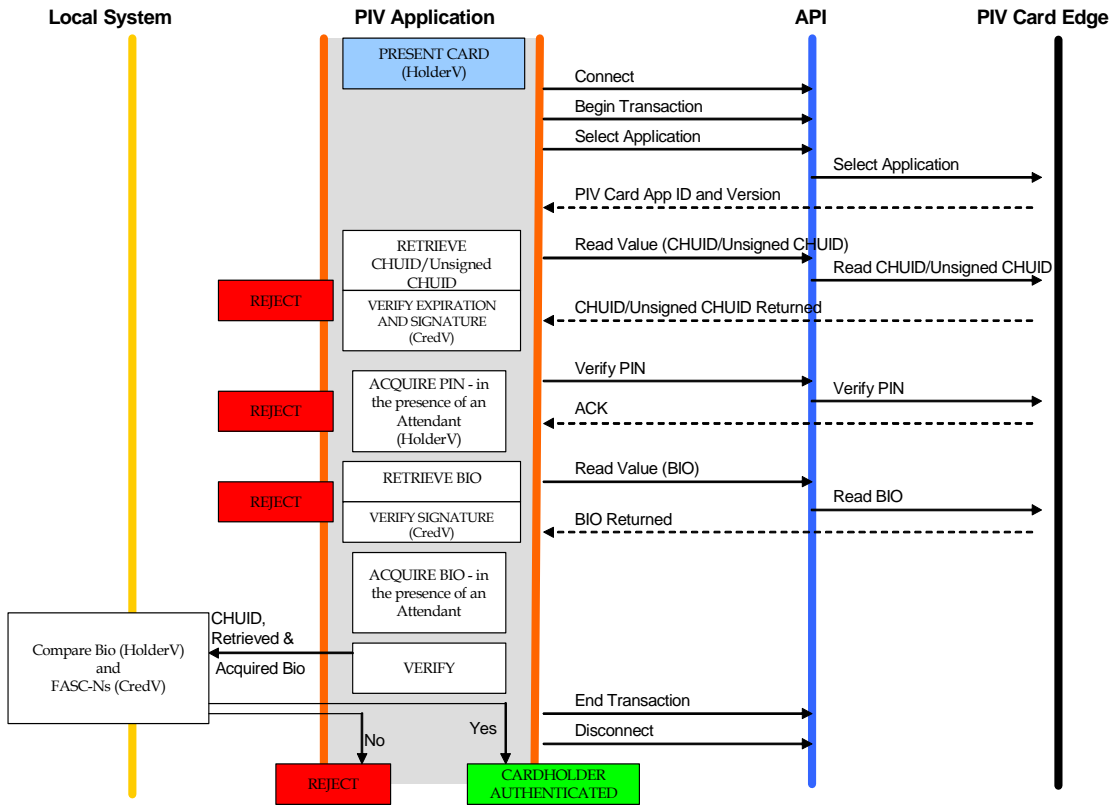 Local System
PIV Application
API
PIV Card Edge
PRESENT CARD
(HolderV)
Connect
Begin Transaction
Select Application
Select Application
PIV Card App ID and Version
RETRIEVE
CHUID/Unsigned
CHUID
Read Value (CHUID/Unsigned CHUID)
Read CHUID/Unsigned CHUID
REJECT
VERIFY EXPIRATION
AND SIGNATURE
(CredV)
CHUID/Unsigned CHUID Returned
Verify PIN
Verify PIN
REJECT
ACQUIRE PIN - in
the presence of an
Attendant
(HolderV)
ACK
RETRIEVE BIO
Read Value (BIO)
Read BIO
REJECT
VERIFY SIGNATURE
(CredV)
BIO Returned
ACQUIRE BIO - in
the presence of an
Attendant
CHUID,
Retrieved &
Acquired Bio
Compare Bio (HolderV)
and
FASC-Ns (CredV)
VERIFY
End Transaction
Disconnect
No
Yes
REJECT
CARDHOLDER
AUTHENTICATED